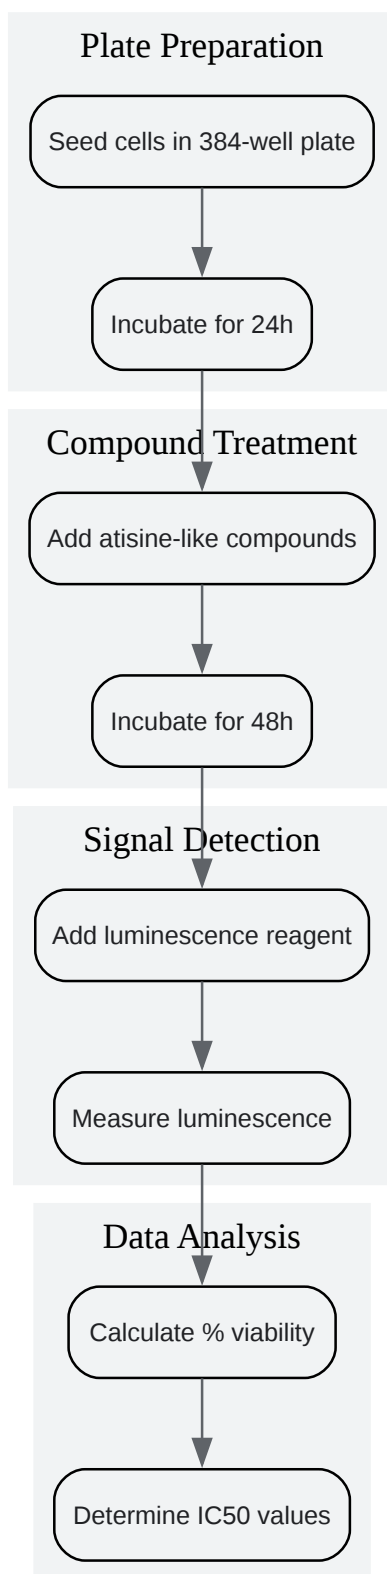 Plate Preparation
Seed cells in 384-well plate
Incubate for 24h
Compound Treatment
Add atisine-like compounds
Incubate for 48h
Signal Detection
Add luminescence reagent
Measure luminescence
Data Analysis
Calculate % viability
Determine IC50 values